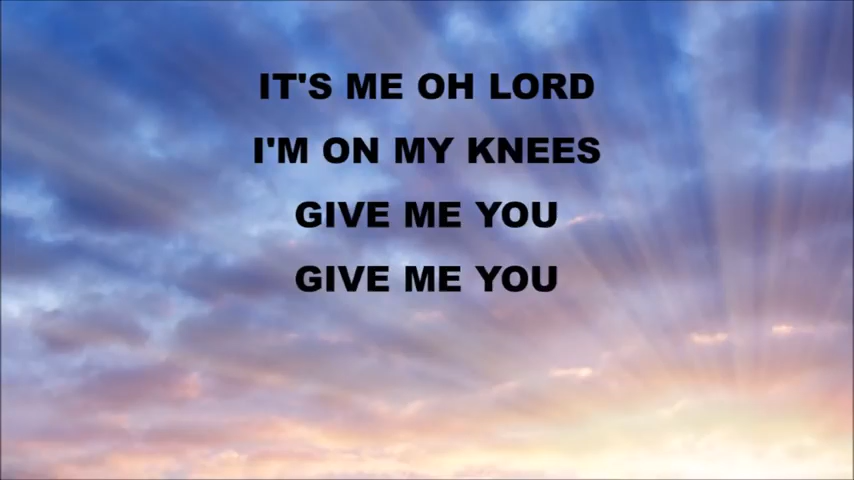 IT'S ME OH LORD
I'M ON MY KNEES
GIVE ME YOU
GIVE ME YOU